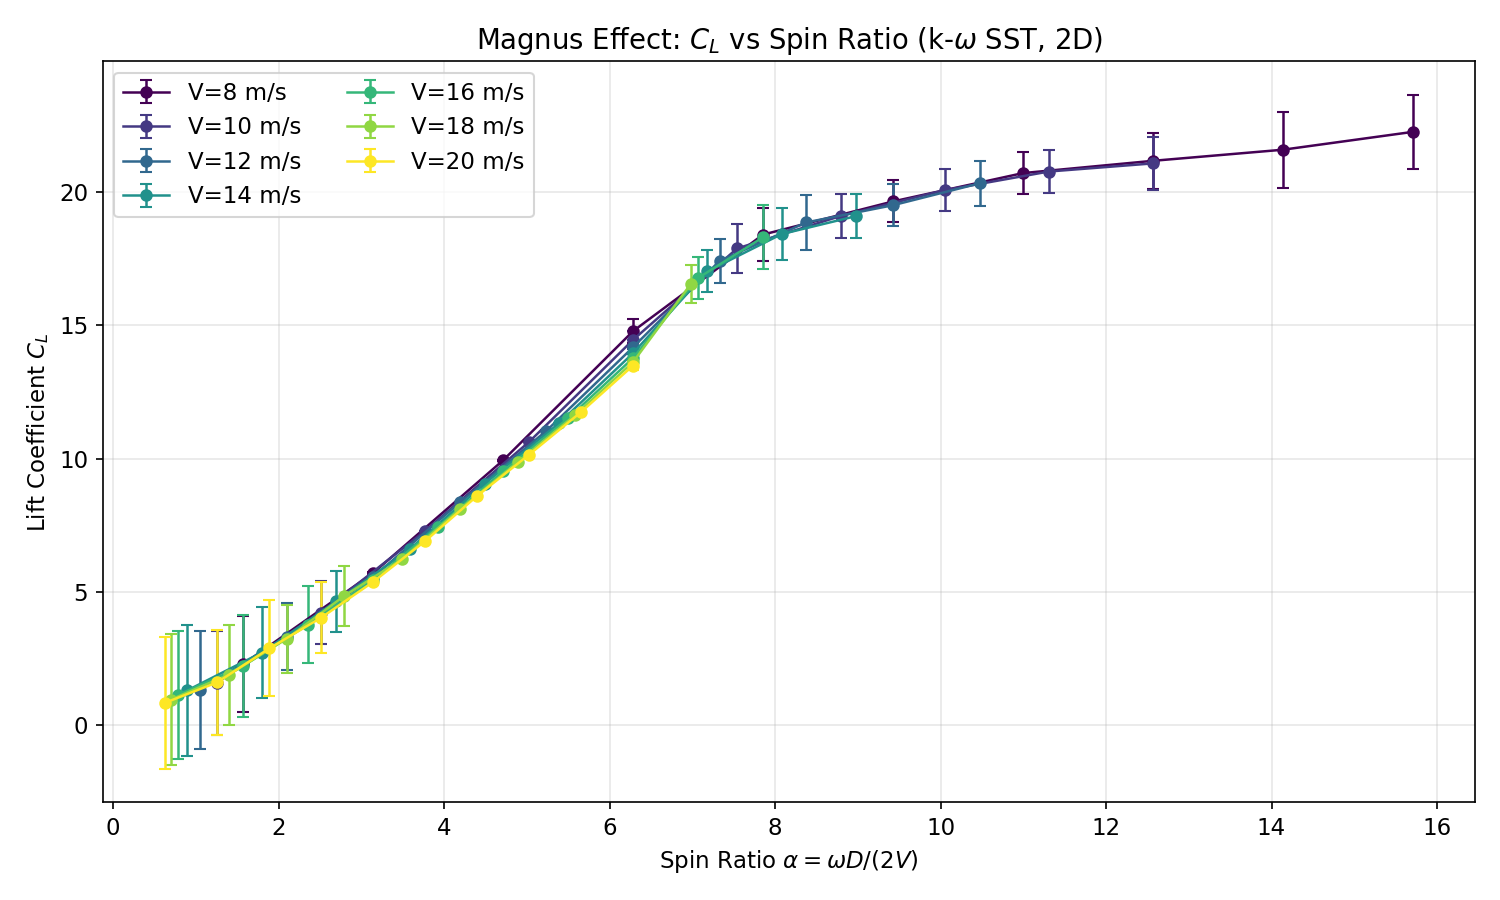 Magnus Effect: C_L vs Spin Ratio (k-ω SST, 2D)
V=8 m/s
V=10 m/s
V=12 m/s
V=14 m/s
V=16 m/s
V=18 m/s
V=20 m/s
Lift Coefficient C_L
20
15
10
5
0
0 2 4 6 8 10 12 14 16
Spin Ratio α = ωD/(2V)